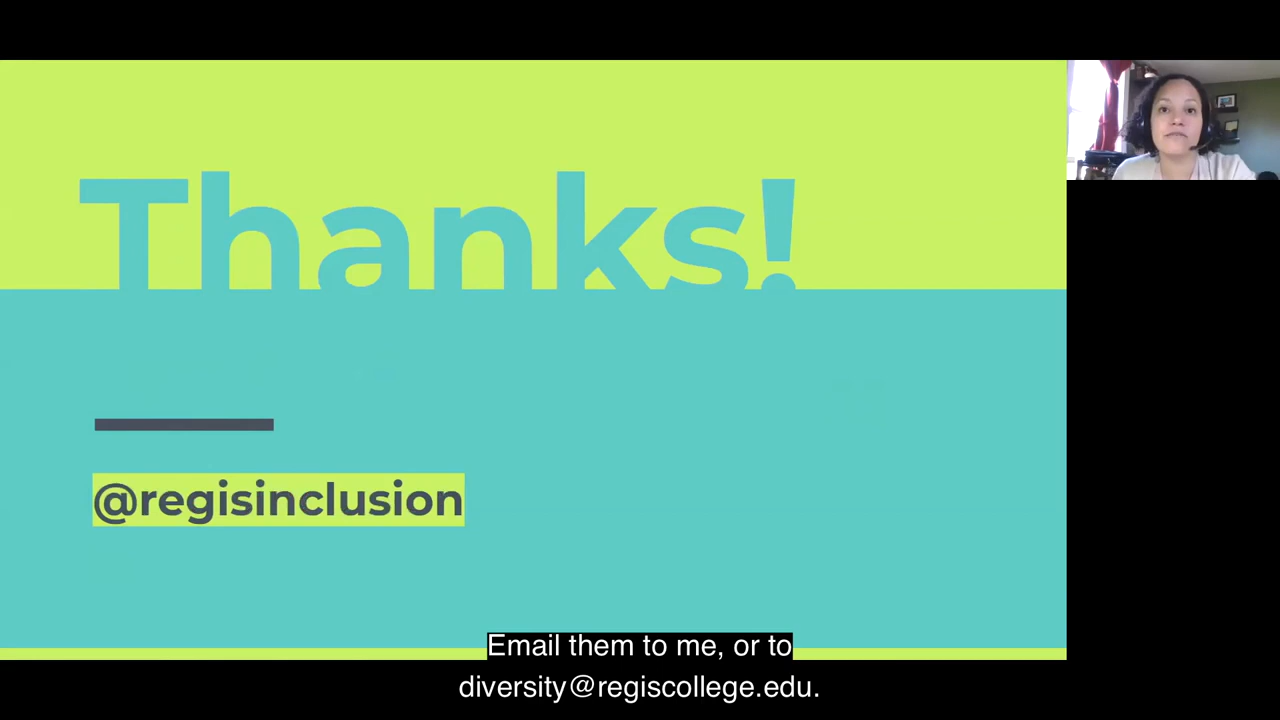 Thanks!
@regisinclusion
Email them to me, or to
diversity@regiscollege.edu.